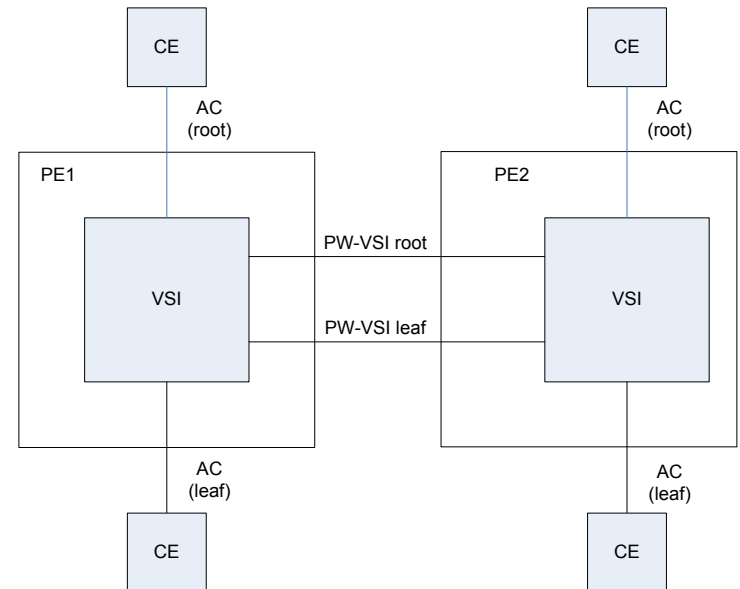 CE
CE
AC
(root)
AC
(root)
PE1
PE2
PW-VSI root
VSI
VSI
PW-VSI leaf
AC
(leaf)
AC
(leaf)
CE
CE